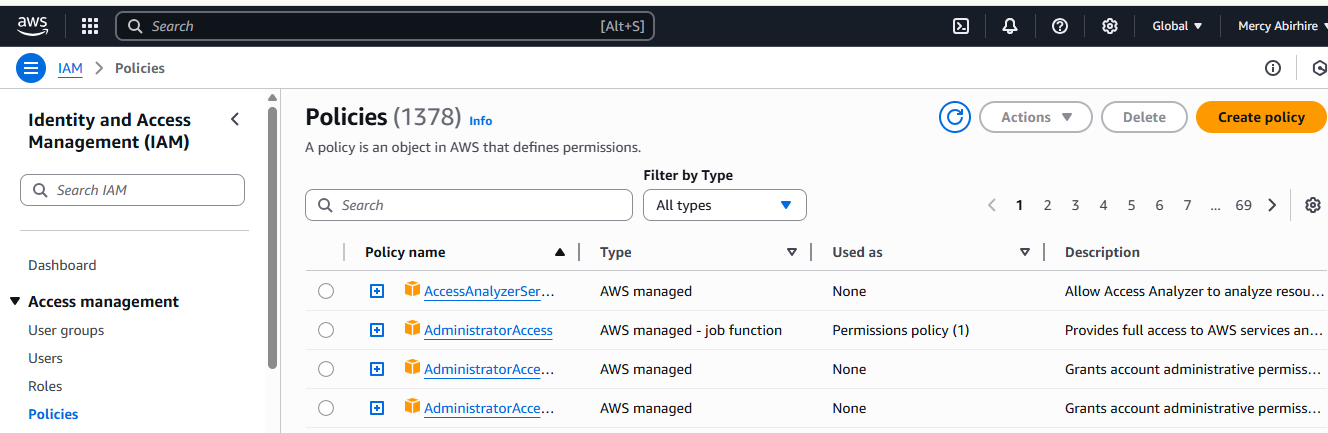 aws
Search [Alt+S] Global Mercy Abirhire
IAM > Policies
Identity and Access
Management (IAM)
Search IAM
Dashboard
Access management
User groups
Users
Roles
Policies
Policies (1378) Info
Actions Delete Create policy
A policy is an object in AWS that defines permissions.
Filter by Type
Search All types 1 2 3 4 5 6 7 ... 69
Policy name Type Used as Description
AccessAnalyzerSer... AWS managed None Allow Access Analyzer to analyze resou...
AdministratorAccess AWS managed - job function Permissions policy (1) Provides full access to AWS services an...
AdministratorAcce... AWS managed None Grants account administrative permiss...
AdministratorAcce... AWS managed None Grants account administrative permiss...